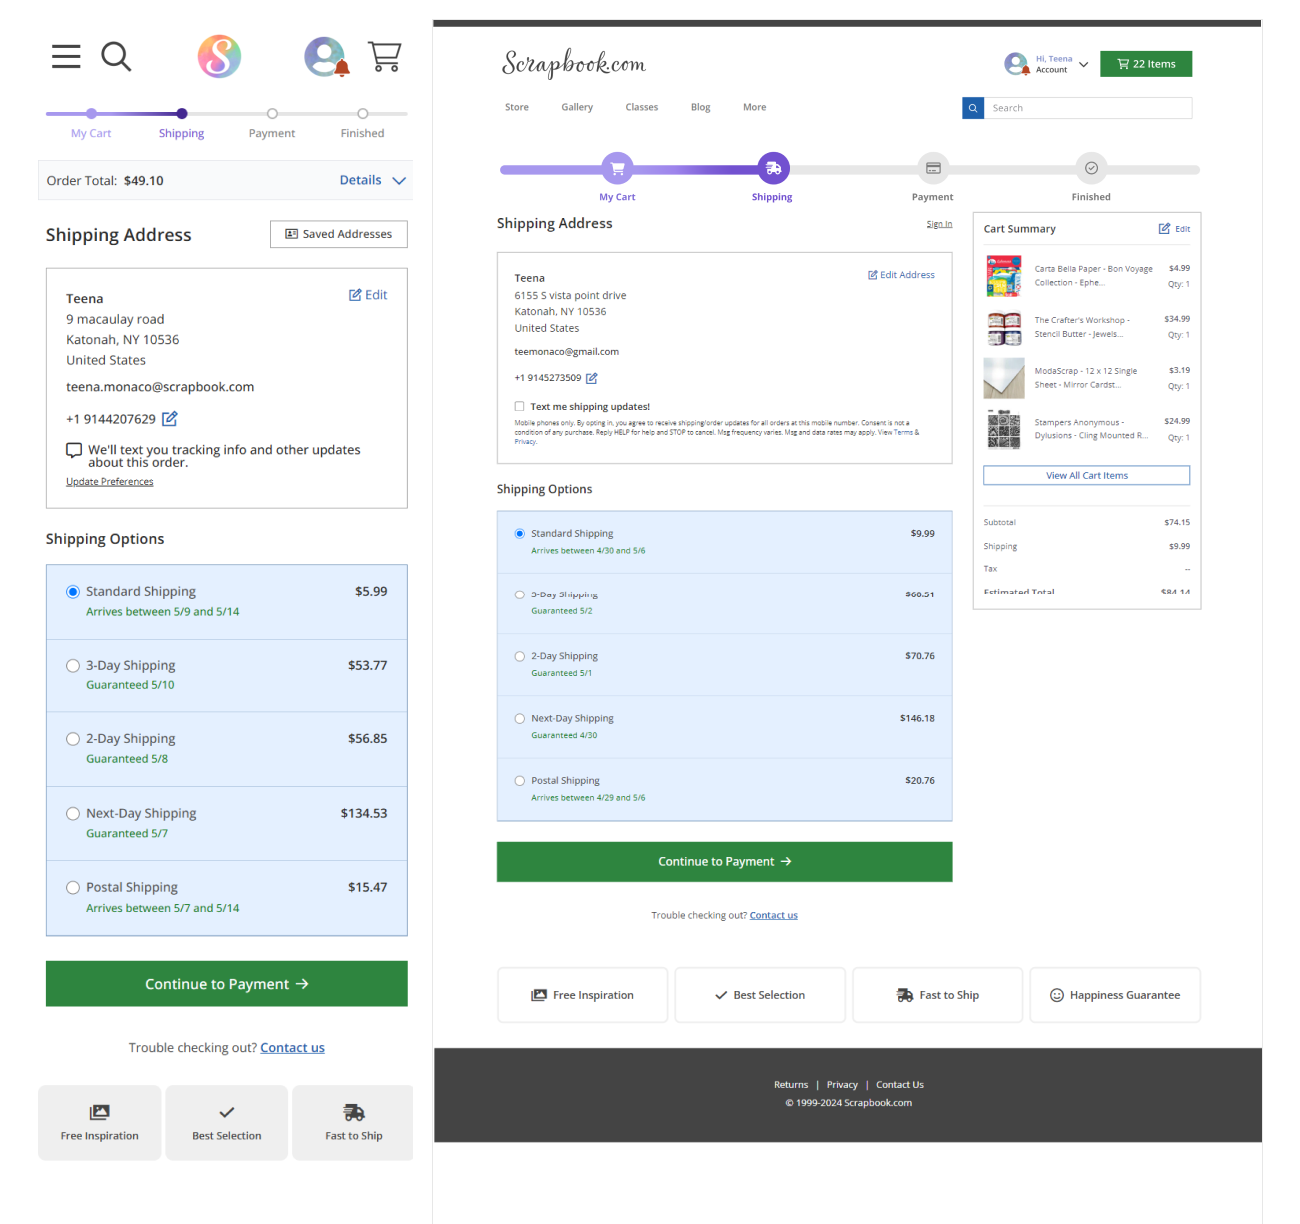 My Cart
Shipping
Payment
Finished
Order Total: $49.10
Details
Shipping Address
Saved Addresses
Teena
Edit
9 macaulay road
Katonah, NY 10536
United States
teena.monaco@scrapbook.com
+1 9144207629
We'll text you tracking info and other updates
about this order.
Update Preferences
Shipping Options
Standard Shipping $5.99
Arrives between 5/9 and 5/14
3-Day Shipping $53.77
Guaranteed 5/10
2-Day Shipping $56.85
Guaranteed 5/8
Next-Day Shipping $134.53
Guaranteed 5/7
Postal Shipping $15.47
Arrives between 5/7 and 5/14
Continue to Payment
Trouble checking out? Contact us
Free Inspiration
Best Selection
Fast to Ship
Scrapbook.com
Hi, Teena
Account
22 Items
Store Gallery Classes Blog More
Search
My Cart
Shipping
Payment
Finished
Shipping Address
Sign In
Teena
Edit Address
6155 S vista point drive
Katonah, NY 10536
United States
teemonaco@gmail.com
+1 9145273509
Text me shipping updates!
Mobile phones only. By opting in, you agree to receive shipping/order updates for all orders at this mobile number. Consent is not a
condition of any purchase. Reply HELP for help and STOP to cancel. Msg frequency varies. Msg and data rates may apply. View Terms &
Privacy.
Shipping Options
Standard Shipping $9.99
Arrives between 4/30 and 5/6
3-Day Shipping $60.51
Guaranteed 5/2
2-Day Shipping $70.76
Guaranteed 5/1
Next-Day Shipping $146.18
Guaranteed 4/30
Postal Shipping $20.76
Arrives between 4/29 and 5/6
Continue to Payment
Trouble checking out? Contact us
Cart Summary
Edit
Carta Bella Paper - Bon Voyage $4.99
Collection - Ephe... Qty: 1
The Crafter's Workshop - $34.99
Stencil Butter - Jewels... Qty: 1
ModaScrap - 12 x 12 Single $3.19
Sheet - Mirror Cardst... Qty: 1
Stampers Anonymous - $24.99
Dylusions - Cling Mounted R... Qty: 1
View All Cart Items
Subtotal $74.15
Shipping $9.99
Tax --
Estimated Total $84.14
Free Inspiration
Best Selection
Fast to Ship
Happiness Guarantee
Returns | Privacy | Contact Us
© 1999-2024 Scrapbook.com